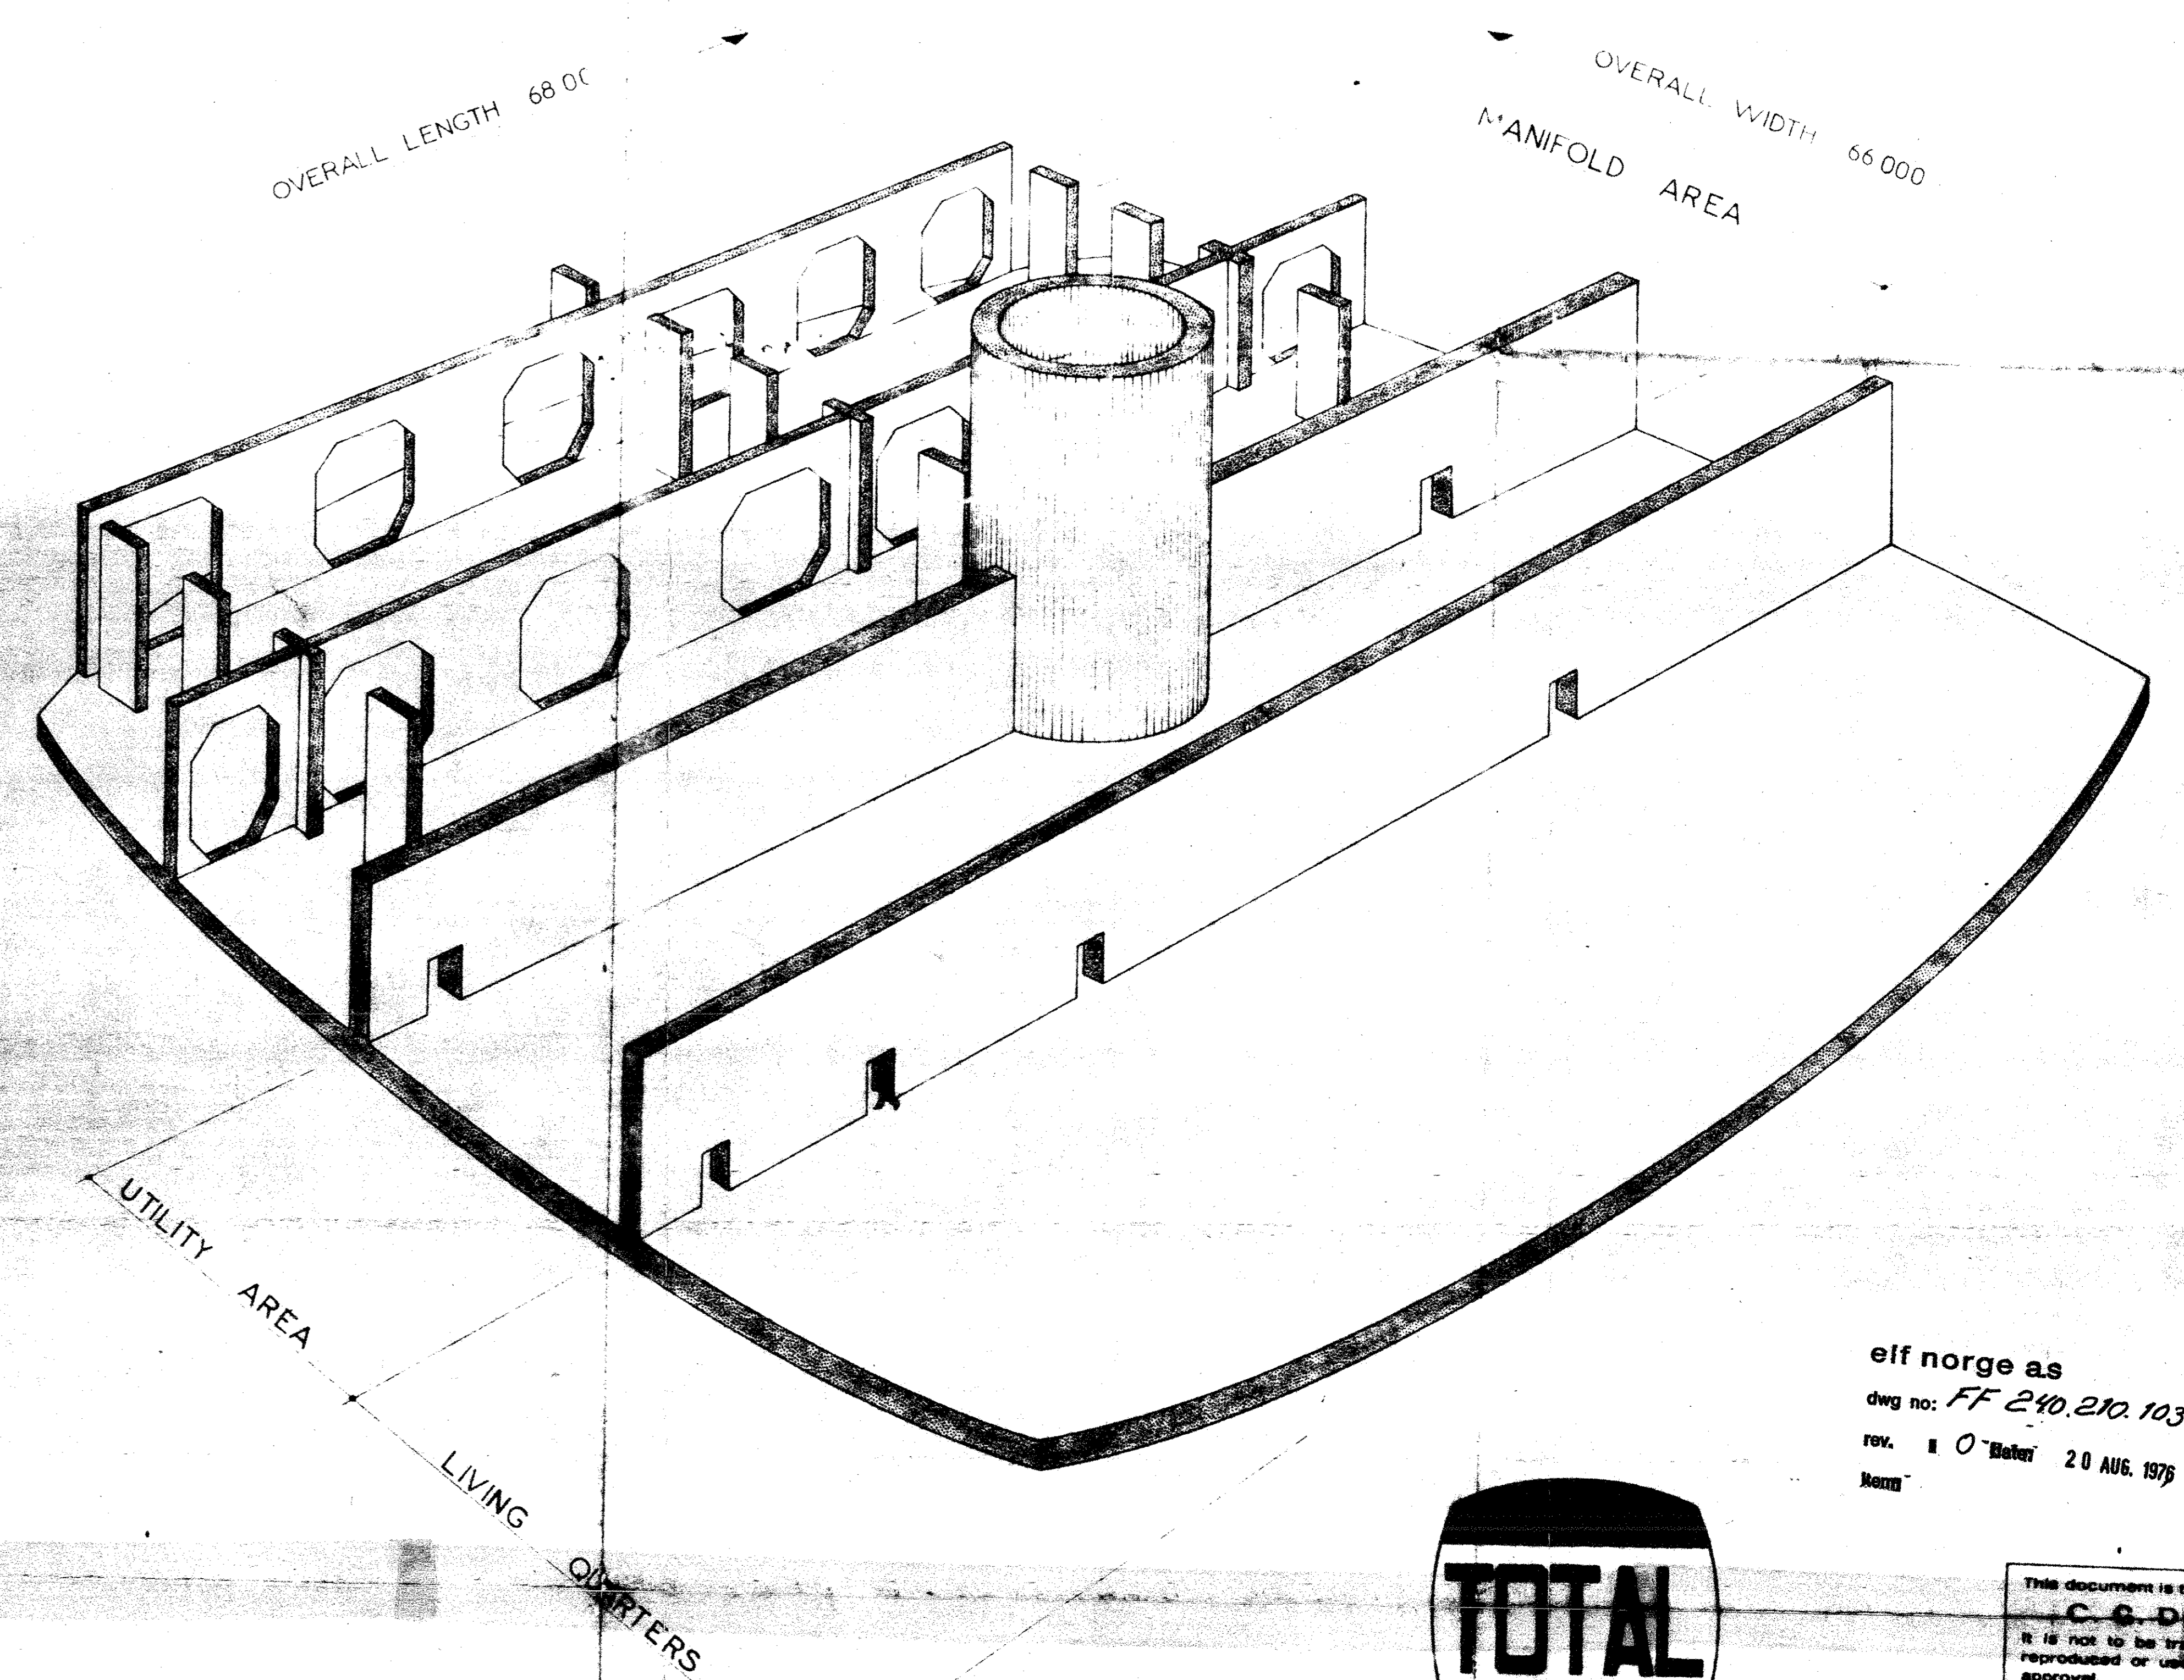 OVERALL LENGTH 68 00
OVERALL WIDTH 66 000
MANIFOLD AREA
UTILITY AREA
LIVING QUARTERS
elf norge as
dwg no: FF 240.210.103
rev. 0 20 AUG. 1976
TOTAL
This document is
C. G. D.
It is not to be
reproduced or
approval